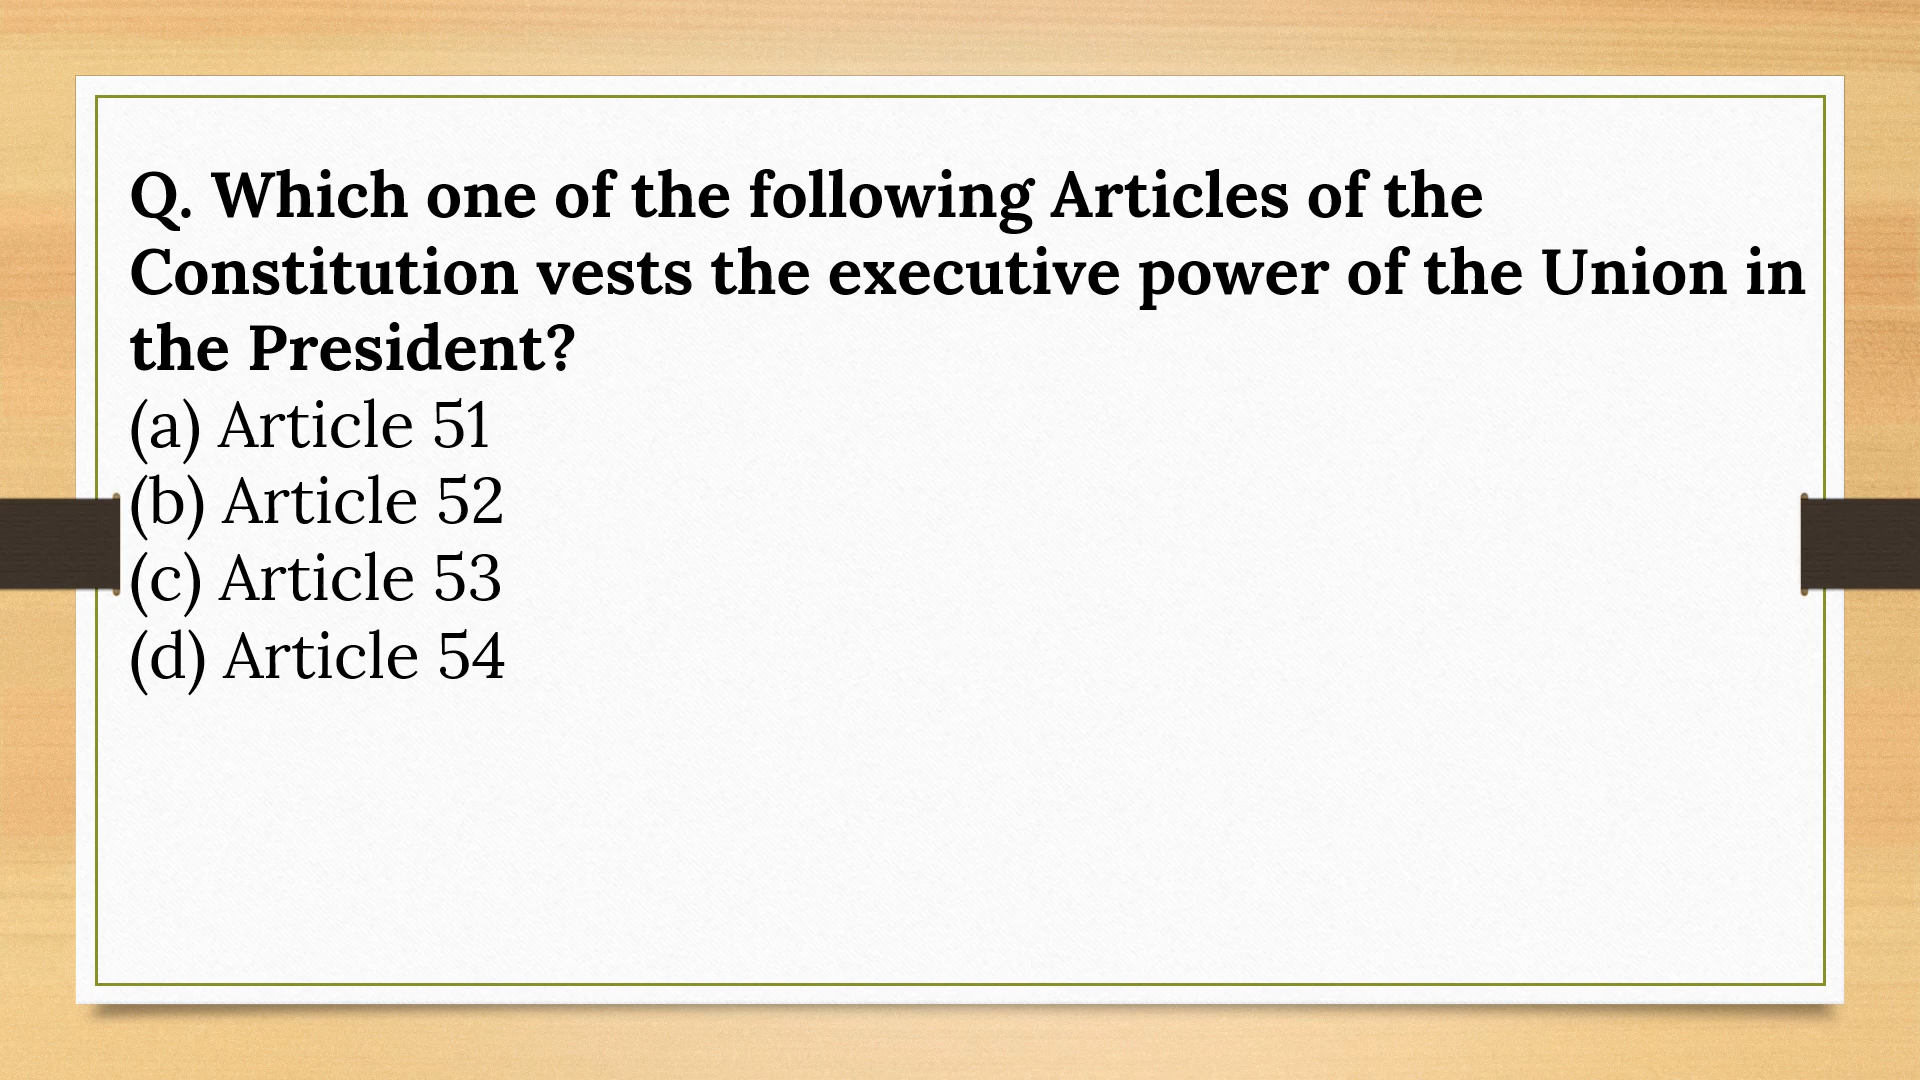 Q. Which one of the following Articles of the
Constitution vests the executive power of the Union in
the President?
(a) Article 51
(b) Article 52
(c) Article 53
(d) Article 54